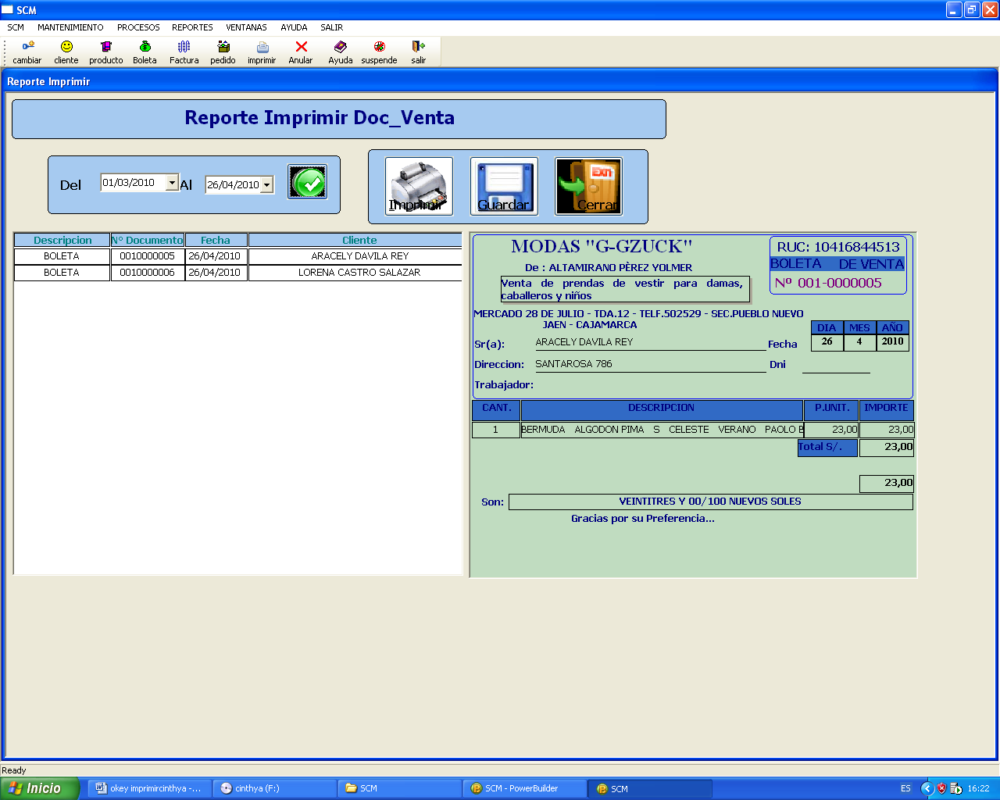 SCM
SCM MANTENIMIENTO PROCESOS REPORTES VENTANAS AYUDA SALIR
cambiar cliente producto Boleta Factura pedido imprimir Anular Ayuda suspende salir
Reporte Imprimir
Reporte Imprimir Doc_Venta
Del 01/03/2010 Al 26/04/2010
Imprimir Guardar EXIT Cerrar
Descripcion Nº Documento Fecha Cliente
BOLETA 0010000005 26/04/2010 ARACELY DAVILA REY
BOLETA 0010000006 26/04/2010 LORENA CASTRO SALAZAR
MODAS "G-GZUCK"
De : ALTAMIRANO PÈREZ YOLMER
Venta de prendas de vestir para damas,
caballeros y niños
RUC: 10416844513
BOLETA DE VENTA
Nº 001-0000005
MERCADO 28 DE JULIO - TDA.12 - TELF.502529 - SEC.PUEBLO NUEVO
JAEN - CAJAMARCA
DIA MES AÑO
Sr(a): ARACELY DAVILA REY Fecha 26 4 2010
Direccion: SANTAROSA 786 Dni
Trabajador:
CANT. DESCRIPCION P.UNIT. IMPORTE
1 BERMUDA ALGODON PIMA S CELESTE VERANO PAOLO B 23,00 23,00
Total S/. 23,00
23,00
Son: VEINTITRES Y 00/100 NUEVOS SOLES
Gracias por su Preferencia...
Ready
Inicio okey imprimircinthya -... cinthya (F:) SCM SCM - PowerBuilder SCM ES 16:22